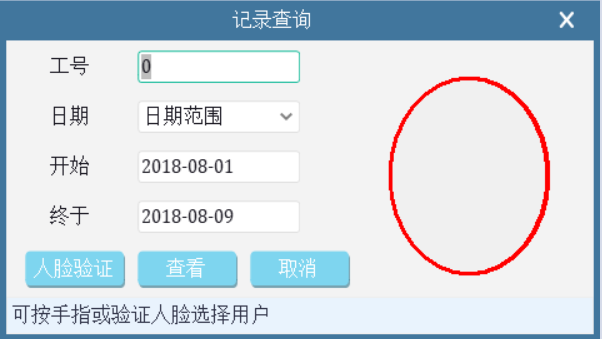 记录查询
工号 0
日期 日期范围
开始 2018-08-01
终于 2018-08-09
人脸验证 查看 取消
可按手指或验证人脸选择用户